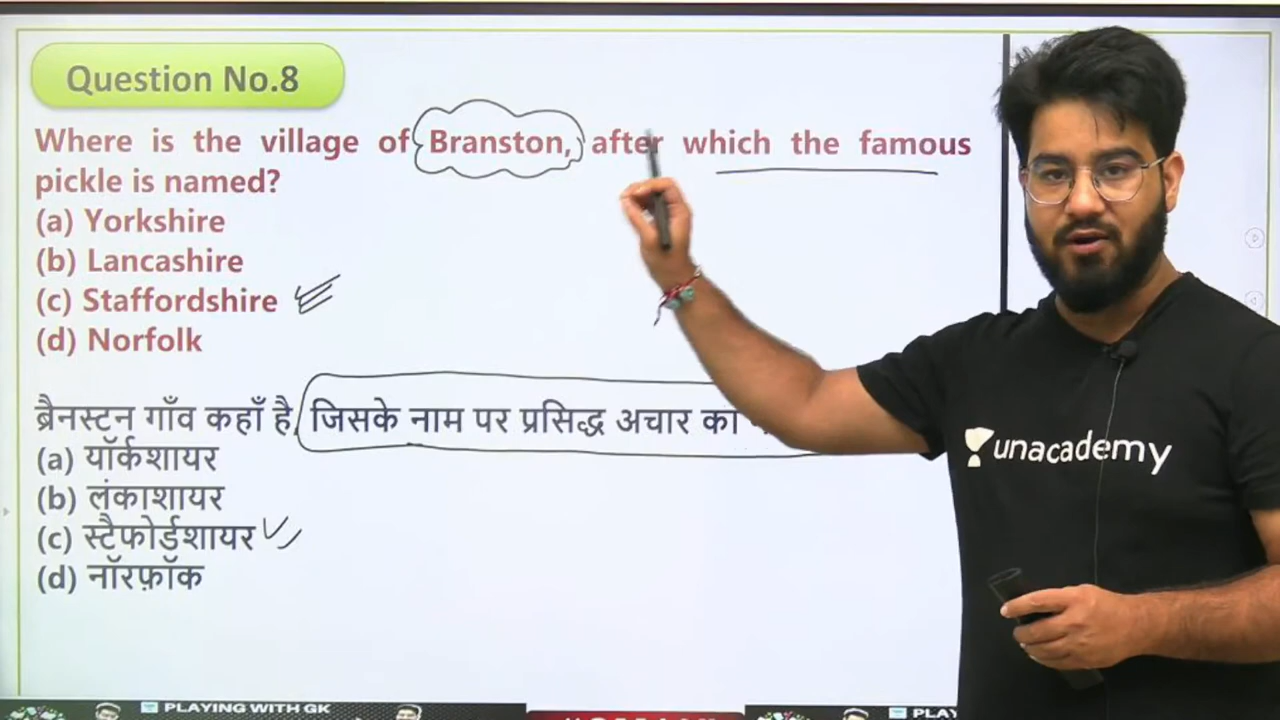 Question No.8
Where is the village of Branston, after which the famous
pickle is named?
(a) Yorkshire
(b) Lancashire
(c) Staffordshire
(d) Norfolk
ब्रैनस्टन गाँव कहाँ है, जिसके नाम पर प्रसिद्ध अचार का
(a) यॉर्कशायर
(b) लंकाशायर
(c) स्टैफोर्डशायर
(d) नॉरफ़ॉक
unacademy
PLAYING WITH GK